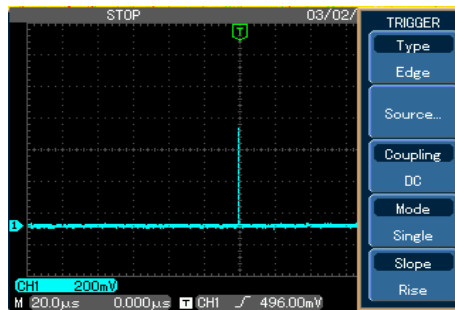 STOP
03/02/
T
TRIGGER
Type
Edge
Source...
Coupling
DC
Mode
Single
Slope
Rise
1
CH1 200mV
M 20.0µs 0.000µs T CH1 496.00mV